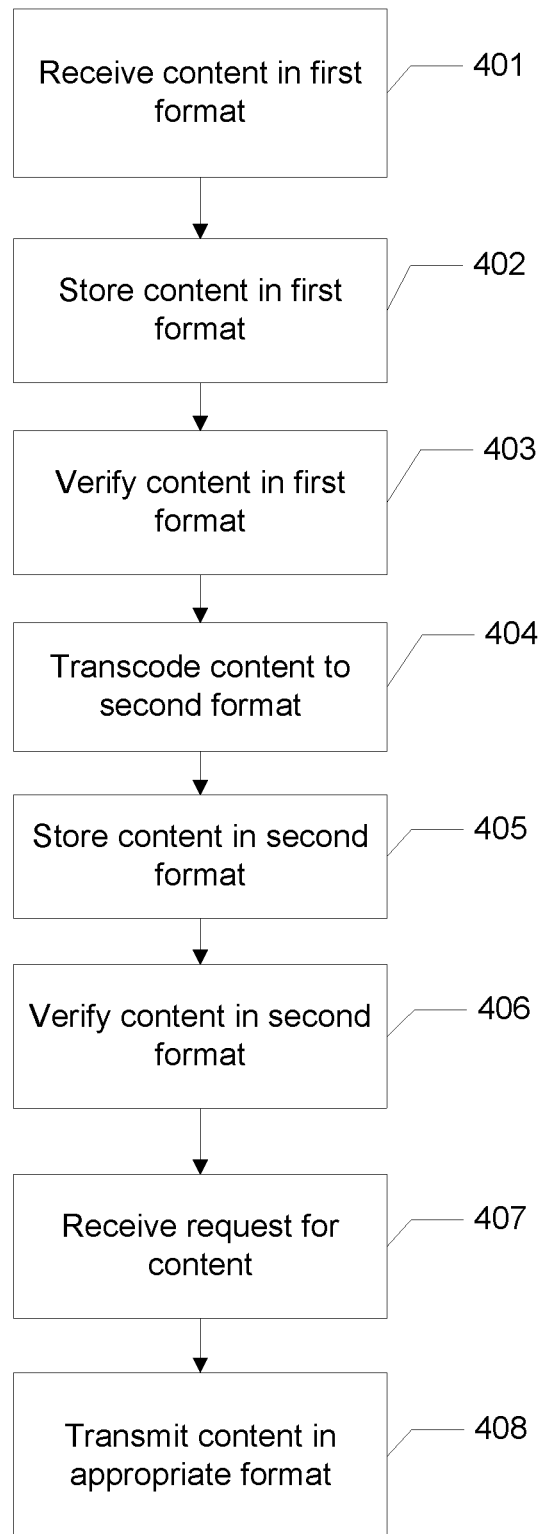 Receive content in first
format
401
Store content in first
format
402
Verify content in first
format
403
Transcode content to
second format
404
Store content in second
format
405
Verify content in second
format
406
Receive request for
content
407
Transmit content in
appropriate format
408